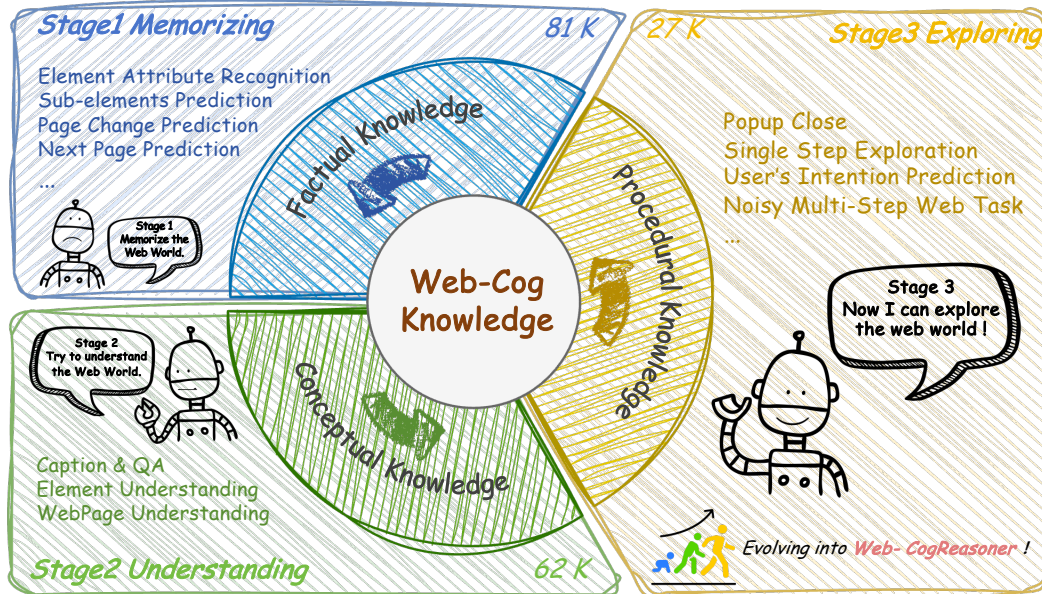 Stage1 Memorizing
81 K
Element Attribute Recognition
Sub-elements Prediction
Page Change Prediction
Next Page Prediction
...
Stage 1
Memorize the
Web World.
Factual Knowledge
27 K
Stage3 Exploring
Popup Close
Single Step Exploration
User's Intention Prediction
Noisy Multi-Step Web Task
...
Procedural Knowledge
Stage 3
Now I can explore
the web world !
Web-Cog
Knowledge
Stage 2
Try to understand
the Web World.
Conceptual Knowledge
Caption & QA
Element Understanding
WebPage Understanding
Stage2 Understanding
62 K
Evolving into Web- CogReasoner !